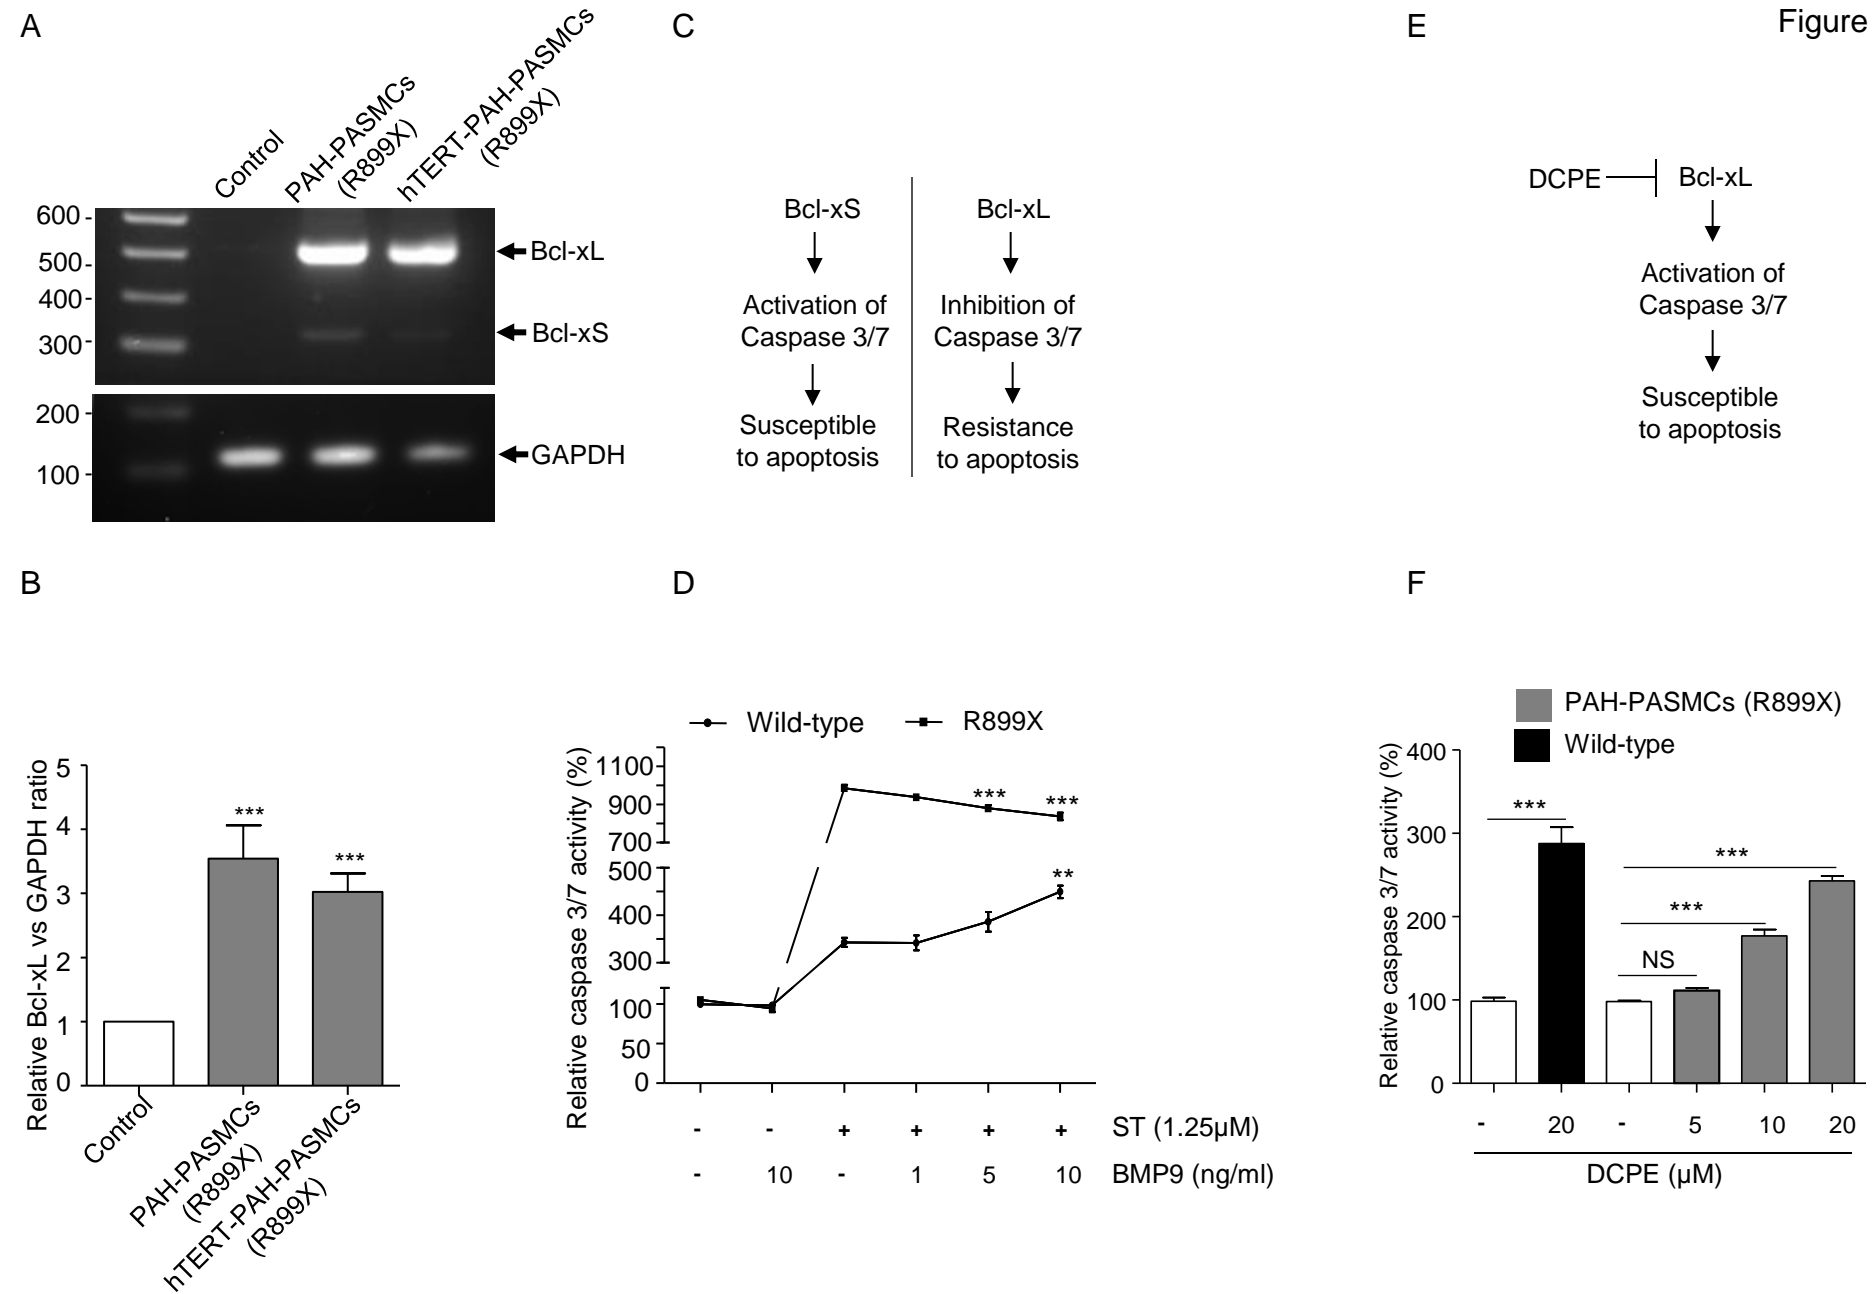 Figure
A
Control
PAH-PASMCs
(R899X)
hTERT-PAH-PASMCs
(R899X)
600
500
400
300
200
100
Bcl-xL
Bcl-xS
GAPDH
B
Relative Bcl-xL vs GAPDH ratio
5
4
3
2
1
0
***
***
Control
PAH-PASMCs
(R899X)
hTERT-PAH-PASMCs
(R899X)
C
Bcl-xS
Activation of
Caspase 3/7
Susceptible
to apoptosis
Bcl-xL
Inhibition of
Caspase 3/7
Resistance
to apoptosis
D
Wild-type
R899X
Relative caspase 3/7 activity (%)
1100
900
700
500
400
300
100
50
0
***
***
**
- - + + + + ST (1.25µM)
- 10 - 1 5 10 BMP9 (ng/ml)
E
DCPE
Bcl-xL
Activation of
Caspase 3/7
Susceptible
to apoptosis
F
PAH-PASMCs (R899X)
Wild-type
Relative caspase 3/7 activity (%)
400
300
200
100
0
***
NS
***
***
- 20 - 5 10 20
DCPE (µM)